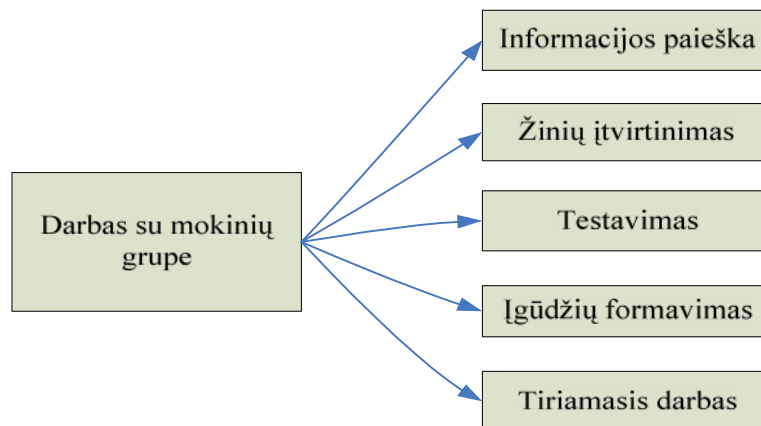 Informacijos paieška
Žinių įtvirtinimas
Darbas su mokinių
grupe
Testavimas
Įgūdžių formavimas
Tiriamasis darbas